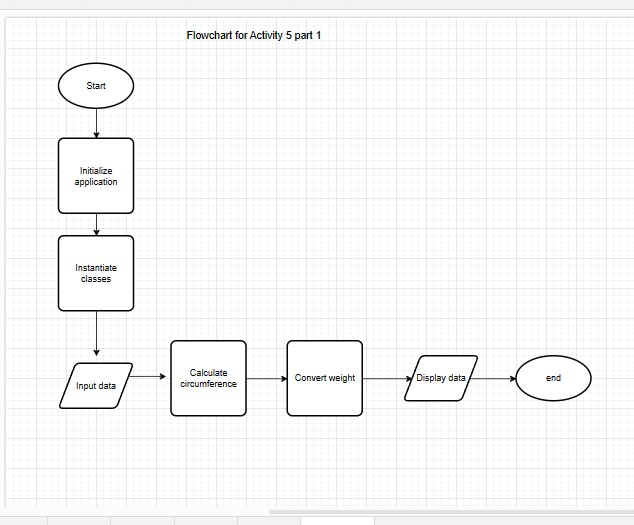 Flowchart for Activity 5 part 1
Start
Initialize
application
Instantiate
classes
Input data
Calculate
circumference
Convert weight
Display data
end